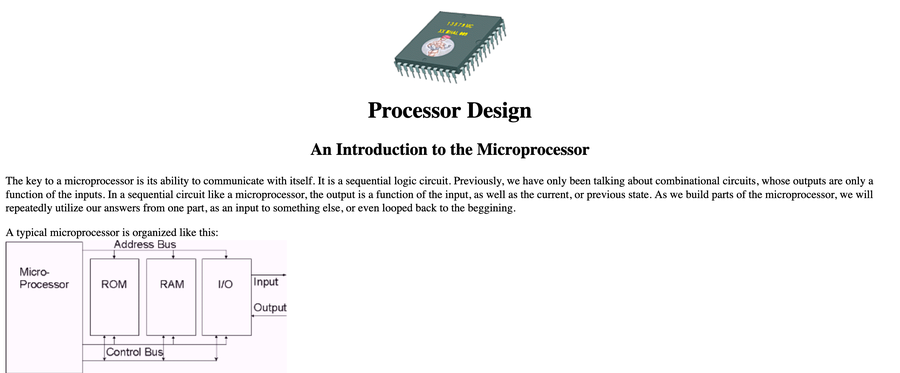 Processor Design
An Introduction to the Microprocessor
The key to a microprocessor is its ability to communicate with itself. It is a sequential logic circuit. Previously, we have only been talking about combinational circuits, whose outputs are only a
function of the inputs. In a sequential circuit like a microprocessor, the output is a function of the input, as well as the current, or previous state. As we build parts of the microprocessor, we will
repeatedly utilize our answers from one part, as an input to something else, or even looped back to the beggining.
A typical microprocessor is organized like this:
Address Bus
Micro-
Processor
ROM
RAM
I/O
Input
Output
Control Bus